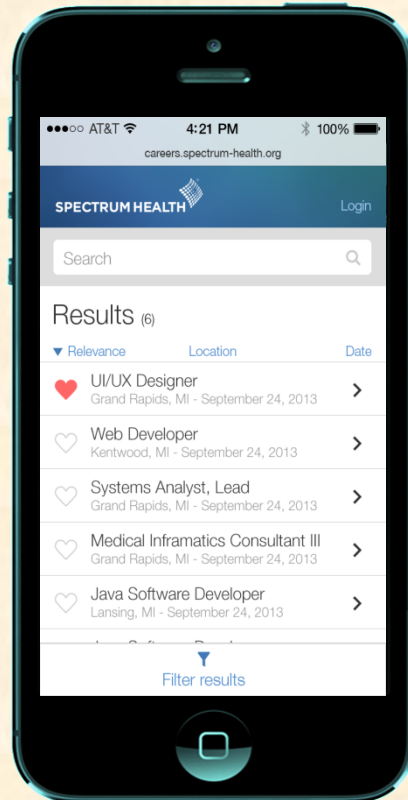 AT&T 4:21 PM 100%
careers.spectrum-health.org
SPECTRUM HEALTH Login
Search
Results (6)
▼ Relevance Location Date
UI/UX Designer
Grand Rapids, MI - September 24, 2013
Web Developer
Kentwood, MI - September 24, 2013
Systems Analyst, Lead
Grand Rapids, MI - September 24, 2013
Medical Inframatics Consultant III
Grand Rapids, MI - September 24, 2013
Java Software Developer
Lansing, MI - September 24, 2013
Filter results